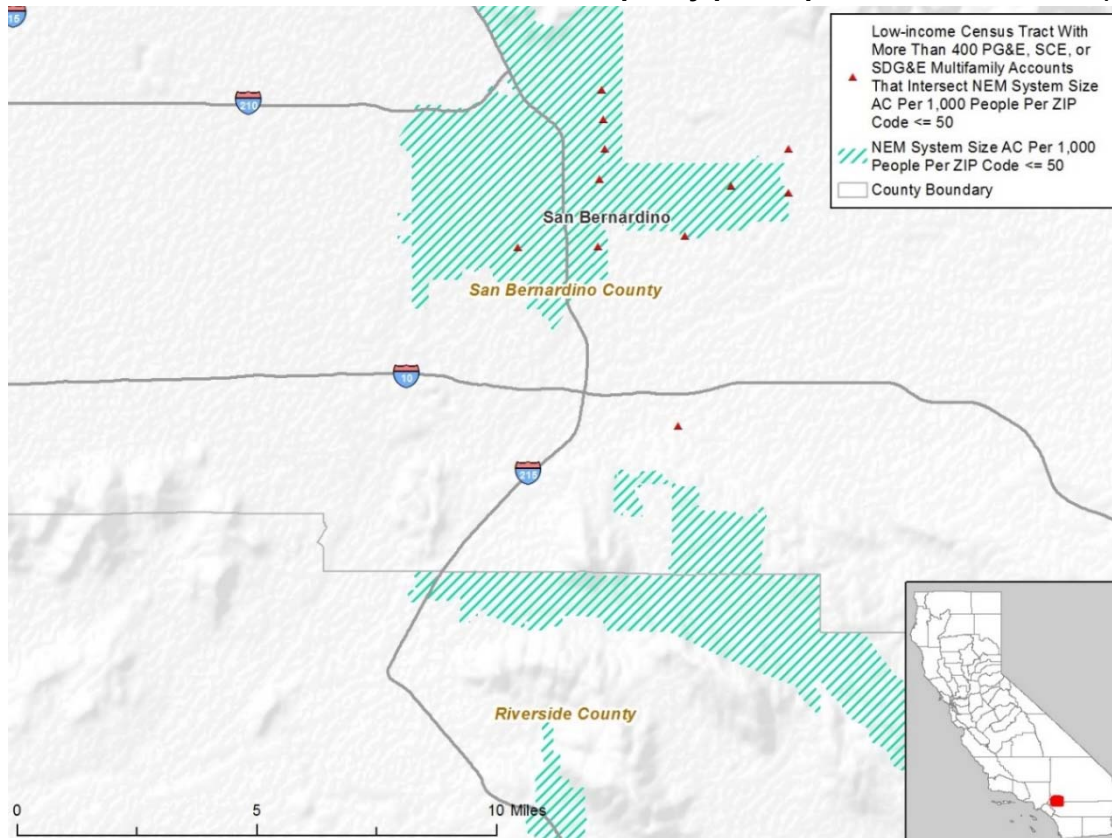 15
Low-income Census Tract With
More Than 400 PG&E, SCE, or
SDG&E Multifamily Accounts
That Intersect NEM System Size
AC Per 1,000 People Per ZIP
Code <= 50
NEM System Size AC Per 1,000
People Per ZIP Code <= 50
County Boundary
210
San Bernardino
San Bernardino County
10
215
Riverside County
0 5 10 Miles